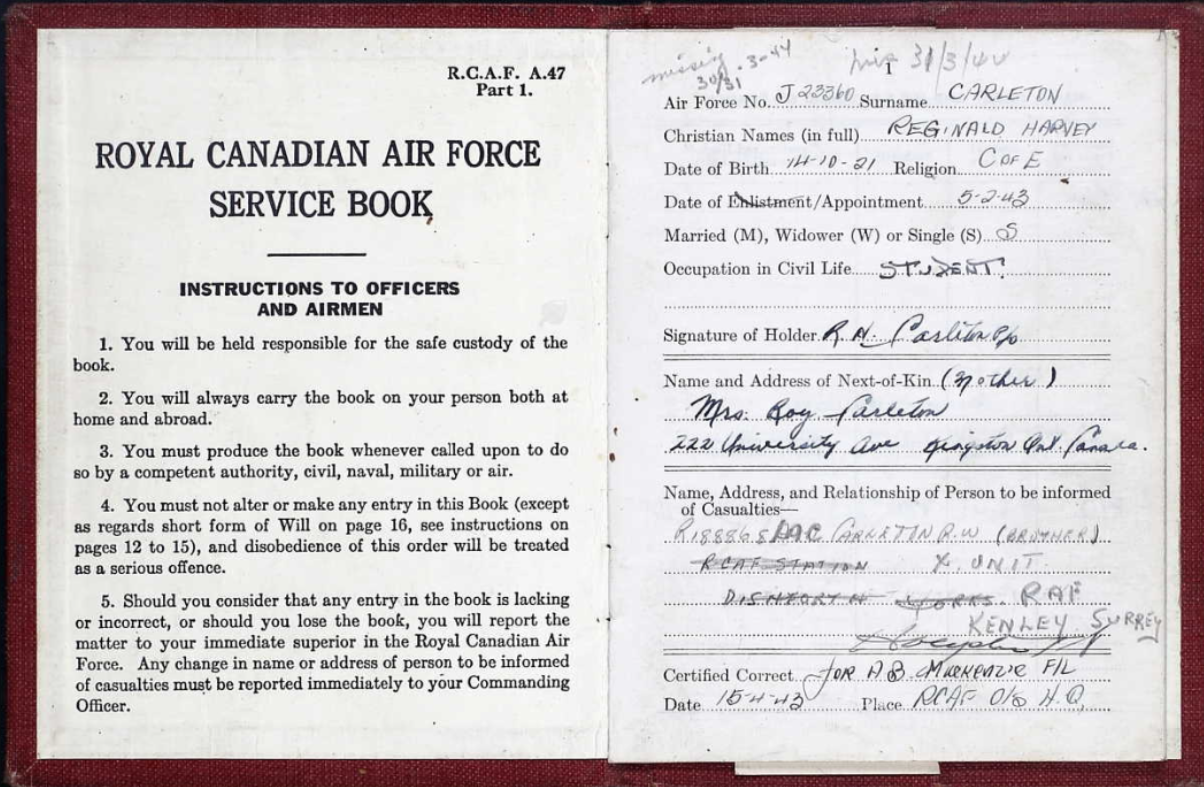 R.C.A.F. A.47
Part 1.
ROYAL CANADIAN AIR FORCE
SERVICE BOOK
INSTRUCTIONS TO OFFICERS
AND AIRMEN
1. You will be held responsible for the safe custody of the
book.
2. You will always carry the book on your person both at
home and abroad.
3. You must produce the book whenever called upon to do
so by a competent authority, civil, naval, military or air.
4. You must not alter or make any entry in this Book (except
as regards short form of Will on page 16, see instructions on
pages 12 to 15), and disobedience of this order will be treated
as a serious offence.
5. Should you consider that any entry in the book is lacking
or incorrect, or should you lose the book, you will report the
matter to your immediate superior in the Royal Canadian Air
Force. Any change in name or address of person to be informed
of casualties must be reported immediately to your Commanding
Officer.
missing 30/31.3-44
31/3/44
1
Air Force No. J 23360 Surname CARLETON
Christian Names (in full) REGINALD HARVEY
Date of Birth 14-10-21 Religion C OF E
Date of Enlistment/Appointment 5-2-43
Married (M), Widower (W) or Single (S) S
Occupation in Civil Life STUDENT.
Signature of Holder R H. Carleton P/O
Name and Address of Next-of-Kin (Mother)
Mrs. Roy Carleton
222 University Ave Kingston Ont. Canada.
Name, Address, and Relationship of Person to be informed
of Casualties—
R188868 CARLETON R.W (BROTHER)
RCAF STATION X. UNIT
DISHFORTH YORKS. RAF
KENLEY SURREY
Certified Correct for A B MacKenzie F/L
Date 15-4-43 Place RCAF O/S H.Q.